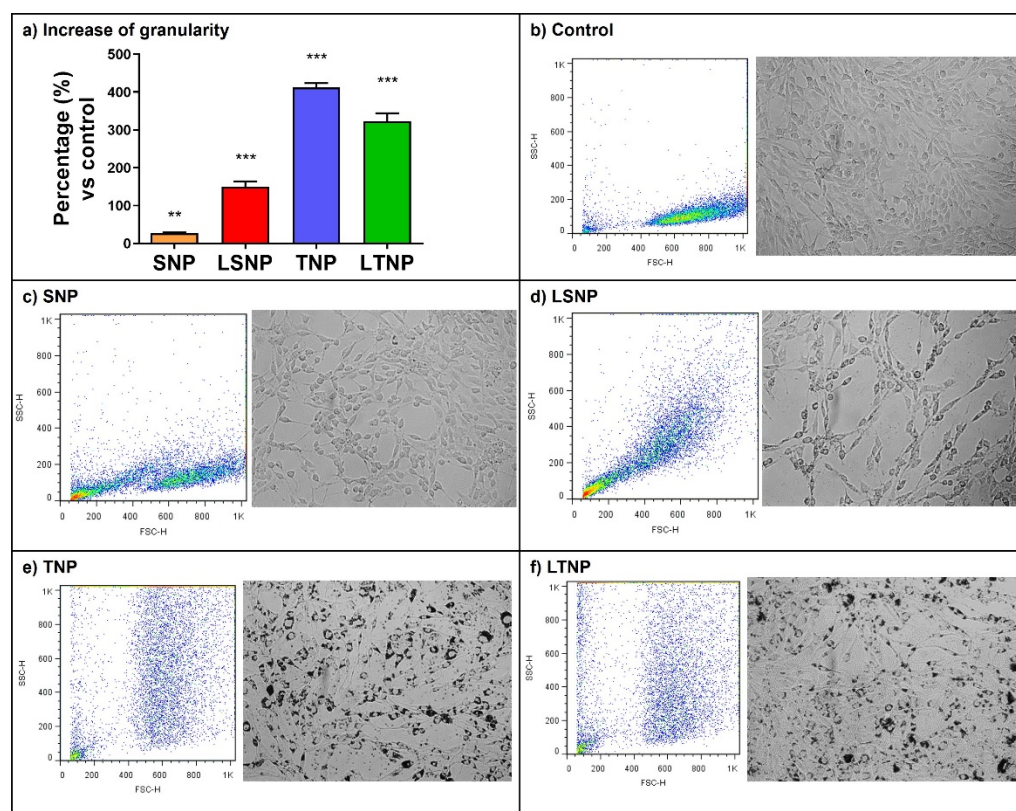 a) Increase of granularity
Percentage (%)
vs control
500
400
300
200
100
0
**
***
***
***
SNP LSNP TNP LTNP
b) Control
SSC-H
1K
800
600
400
200
0
0 200 400 600 800 1K
FSC-H
c) SNP
SSC-H
1K
800
600
400
200
0
0 200 400 600 800 1K
FSC-H
d) LSNP
SSC-H
1K
800
600
400
200
0
0 200 400 600 800 1K
FSC-H
e) TNP
SSC-H
1K
800
600
400
200
0
0 200 400 600 800 1K
FSC-H
f) LTNP
SSC-H
1K
800
600
400
200
0
0 200 400 600 800 1K
FSC-H